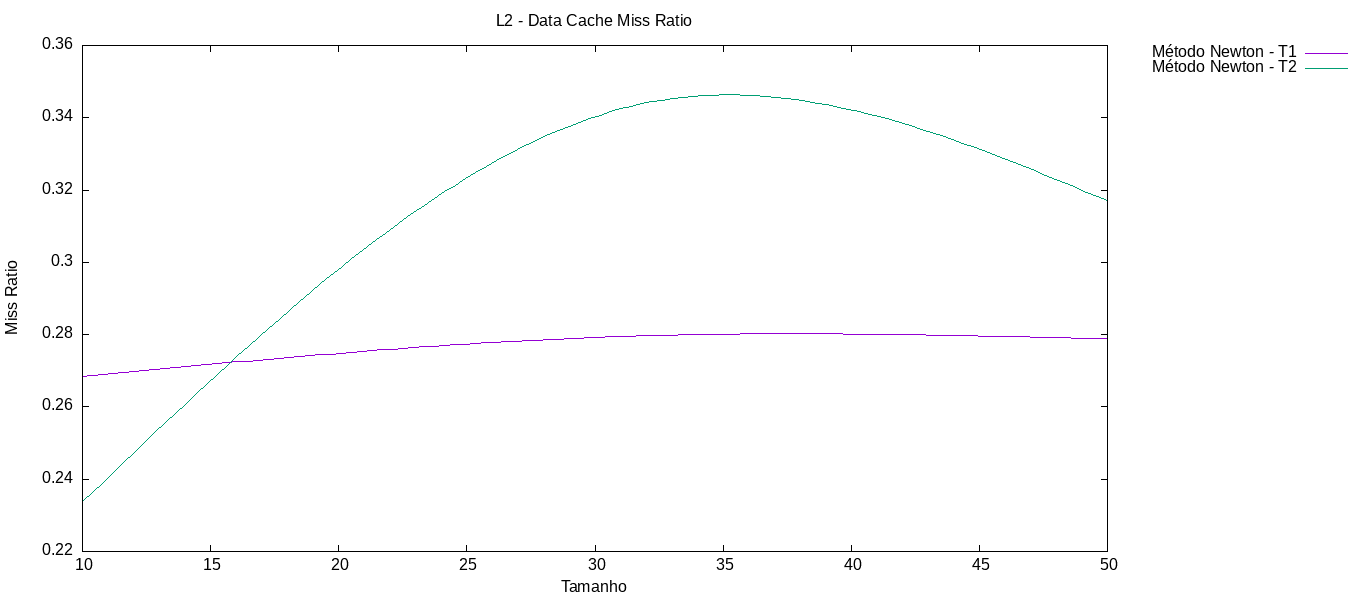 L2 - Data Cache Miss Ratio
Método Newton - T1
Método Newton - T2
0.36
0.34
0.32
0.3
0.28
0.26
0.24
0.22
Miss Ratio
10 15 20 25 30 35 40 45 50
Tamanho